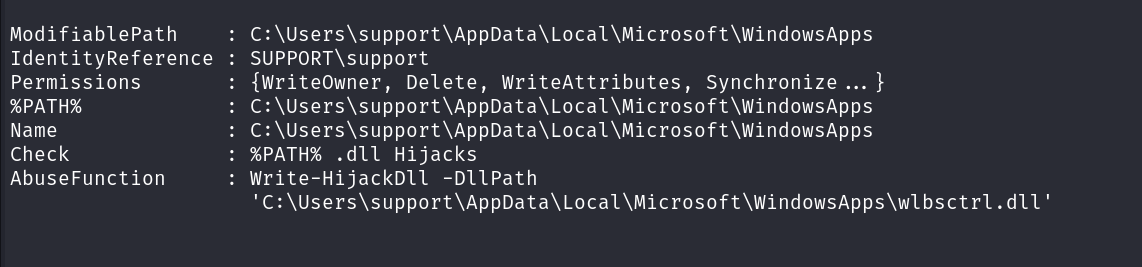 ModifiablePath    : C:\Users\support\AppData\Local\Microsoft\WindowsApps
IdentityReference : SUPPORT\support
Permissions       : {WriteOwner, Delete, WriteAttributes, Synchronize...}
%PATH%            : C:\Users\support\AppData\Local\Microsoft\WindowsApps
Name              : C:\Users\support\AppData\Local\Microsoft\WindowsApps
Check             : %PATH% .dll Hijacks
AbuseFunction     : Write-HijackDll -DllPath
                    'C:\Users\support\AppData\Local\Microsoft\WindowsApps\wlbsctrl.dll'